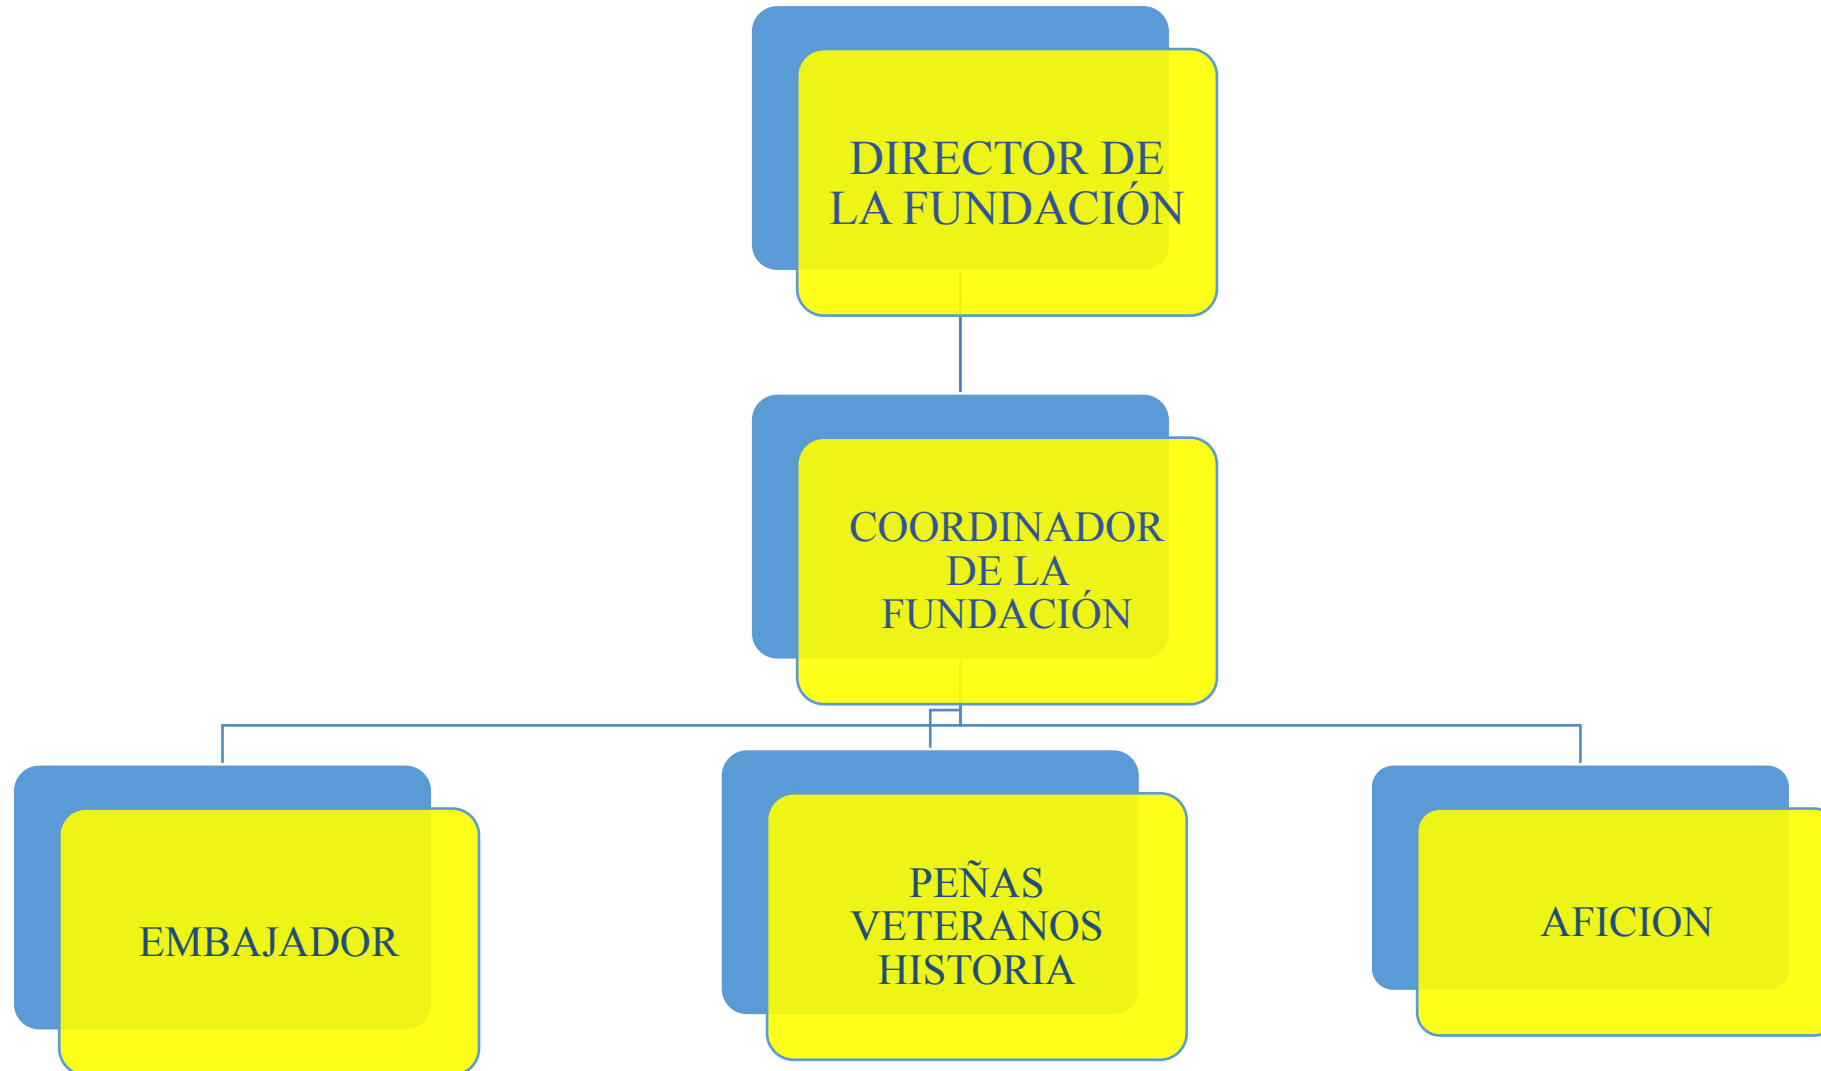 DIRECTOR DE
LA FUNDACIÓN
COORDINADOR
DE LA
FUNDACIÓN
EMBAJADOR
PEÑAS
VETERANOS
HISTORIA
AFICION